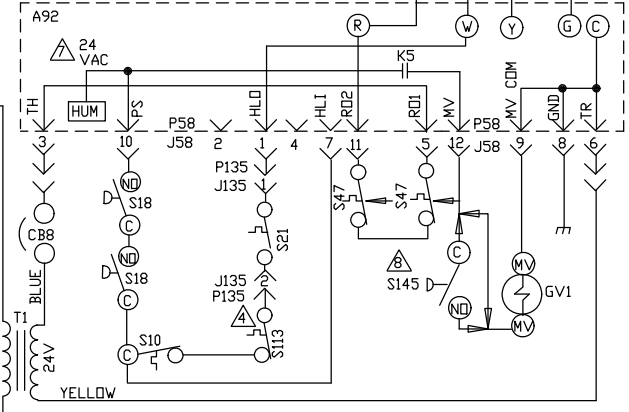 A92
R
W
Y
G
C
7
24
VAC
K5
HUM
TH
PS
HLO
HLI
RO2
RO1
MV
MV COM
GND
TR
P58
P58
J58
J58
3
10
2
1
4
7
11
5
12
9
8
6
P135
J135
1
NO
S18
C
S47
S47
CB8
S21
NO
S18
C
8
C
MV
J135
2
P135
S145
GV1
BLUE
4
NO
MV
T1
24V
C
S10
S113
YELLOW